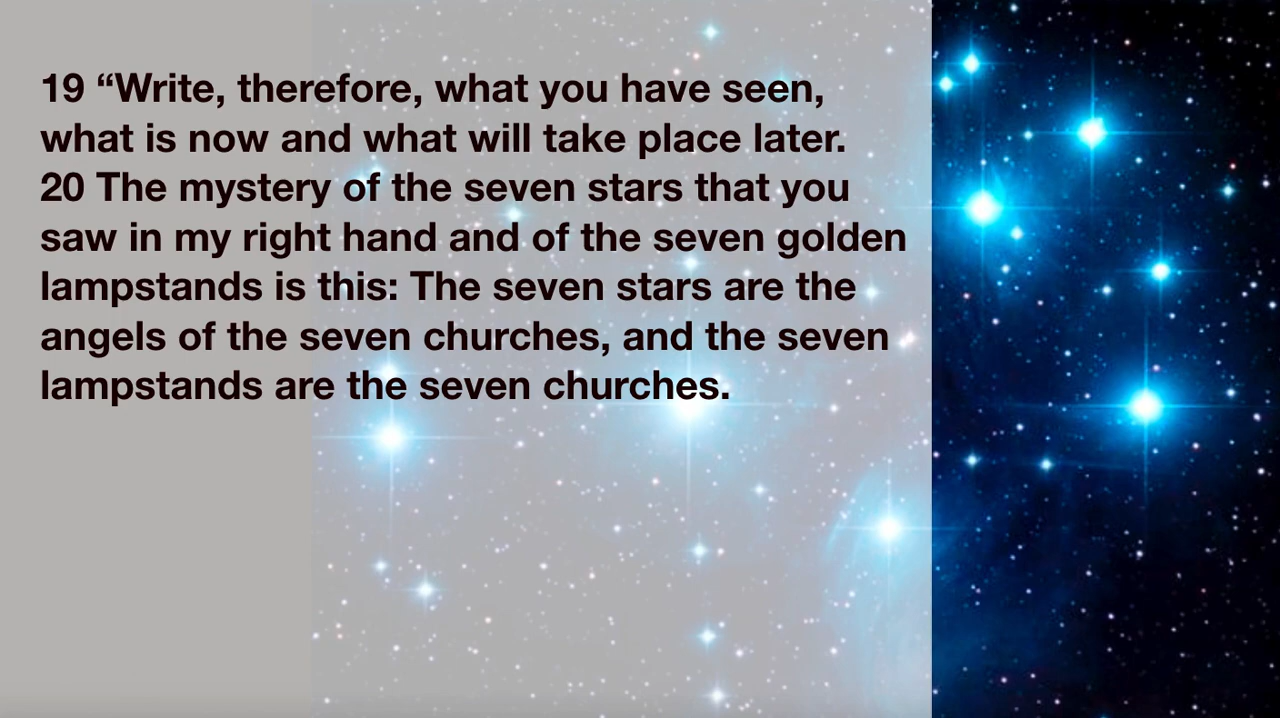 19 “Write, therefore, what you have seen,
what is now and what will take place later.
20 The mystery of the seven stars that you
saw in my right hand and of the seven golden
lampstands is this: The seven stars are the
angels of the seven churches, and the seven
lampstands are the seven churches.